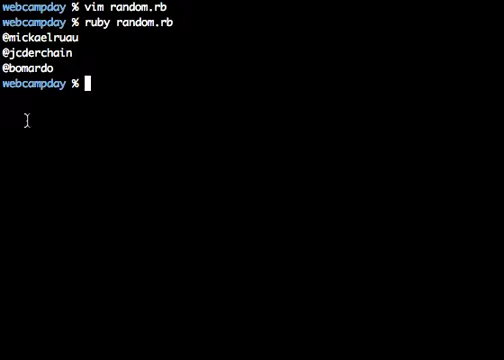 webcampday % vim random.rb
webcampday % ruby random.rb
@mickaelruau
@jcderchain
@bomardo
webcampday %